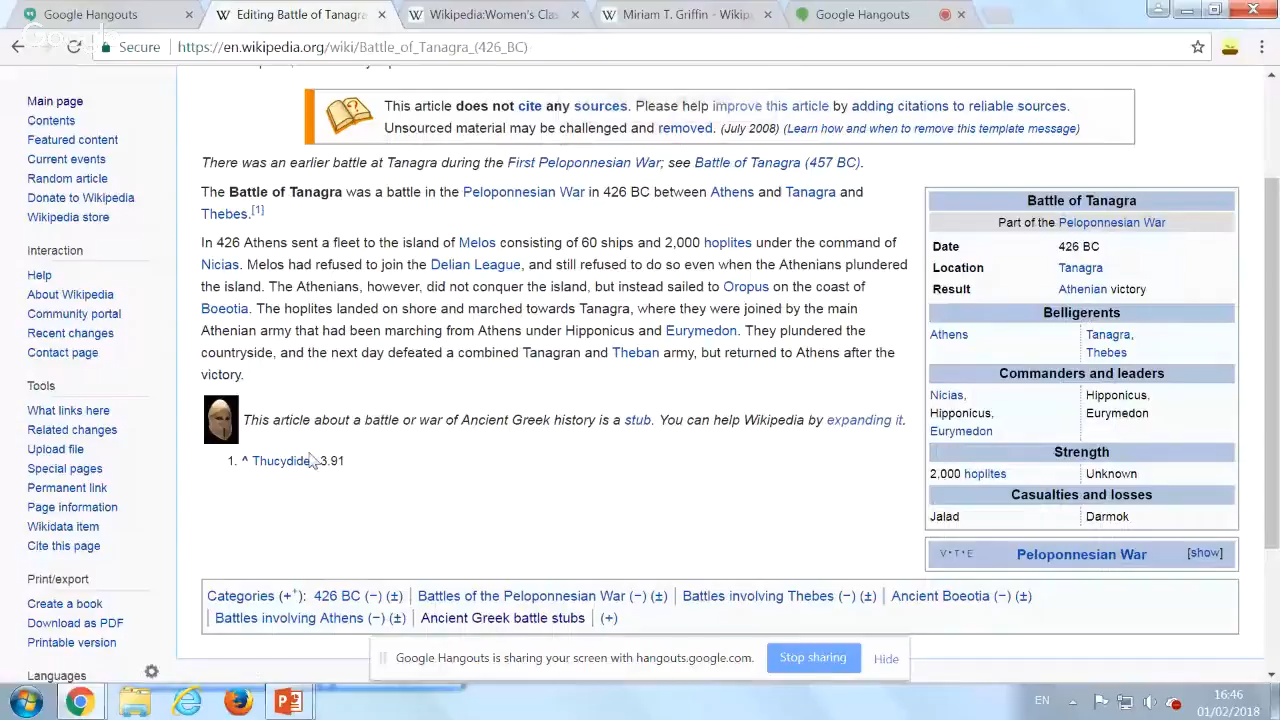 Google Hangouts
Editing Battle of Tanagra
Wikipedia:Women's Clas
Miriam T. Griffin - Wikip
Google Hangouts
Google
Secure
https://en.wikipedia.org/wiki/Battle_of_Tanagra_(426_BC)
Main page
Contents
Featured content
Current events
Random article
Donate to Wikipedia
Wikipedia store
Interaction
Help
About Wikipedia
Community portal
Recent changes
Contact page
Tools
What links here
Related changes
Upload file
Special pages
Permanent link
Page information
Wikidata item
Cite this page
Print/export
Create a book
Download as PDF
Printable version
Languages
This article does not cite any sources. Please help improve this article by adding citations to reliable sources.
Unsourced material may be challenged and removed. (July 2008) (Learn how and when to remove this template message)
There was an earlier battle at Tanagra during the First Peloponnesian War; see Battle of Tanagra (457 BC).
The Battle of Tanagra was a battle in the Peloponnesian War in 426 BC between Athens and Tanagra and
Thebes.[1]
In 426 Athens sent a fleet to the island of Melos consisting of 60 ships and 2,000 hoplites under the command of
Nicias. Melos had refused to join the Delian League, and still refused to do so even when the Athenians plundered
the island. The Athenians, however, did not conquer the island, but instead sailed to Oropus on the coast of
Boeotia. The hoplites landed on shore and marched towards Tanagra, where they were joined by the main
Athenian army that had been marching from Athens under Hipponicus and Eurymedon. They plundered the
countryside, and the next day defeated a combined Tanagran and Theban army, but returned to Athens after the
victory.
This article about a battle or war of Ancient Greek history is a stub. You can help Wikipedia by expanding it.
1. ^ Thucydide 3.91
Battle of Tanagra
Part of the Peloponnesian War
Date 426 BC
Location Tanagra
Result Athenian victory
Belligerents
Athens Tanagra,
Thebes
Commanders and leaders
Nicias, Hipponicus,
Hipponicus, Eurymedon
Eurymedon
Strength
2,000 hoplites Unknown
Casualties and losses
Jalad Darmok
V·T·E Peloponnesian War [show]
Categories (+⁺): 426 BC (−) (±) Battles of the Peloponnesian War (−) (±) Battles involving Thebes (−) (±) Ancient Boeotia (−) (±)
Battles involving Athens (−) (±) Ancient Greek battle stubs (+)
Google Hangouts is sharing your screen with hangouts.google.com. Stop sharing Hide
EN
16:46
01/02/2018